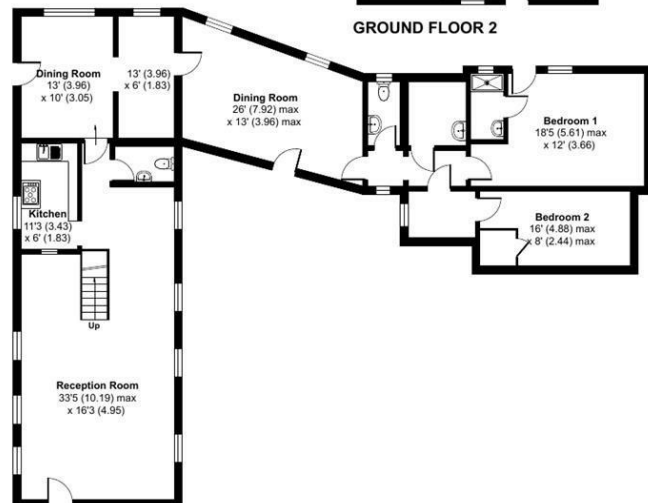 GROUND FLOOR 2
Dining Room
13' (3.96)
x 10' (3.05)
13' (3.96)
x 6' (1.83)
Dining Room
26' (7.92) max
x 13' (3.96) max
Bedroom 1
18'5 (5.61) max
x 12' (3.66)
Kitchen
11'3 (3.43)
x 6' (1.83)
Bedroom 2
16' (4.88) max
x 8' (2.44) max
Up
Reception Room
33'5 (10.19) max
x 16'3 (4.95)